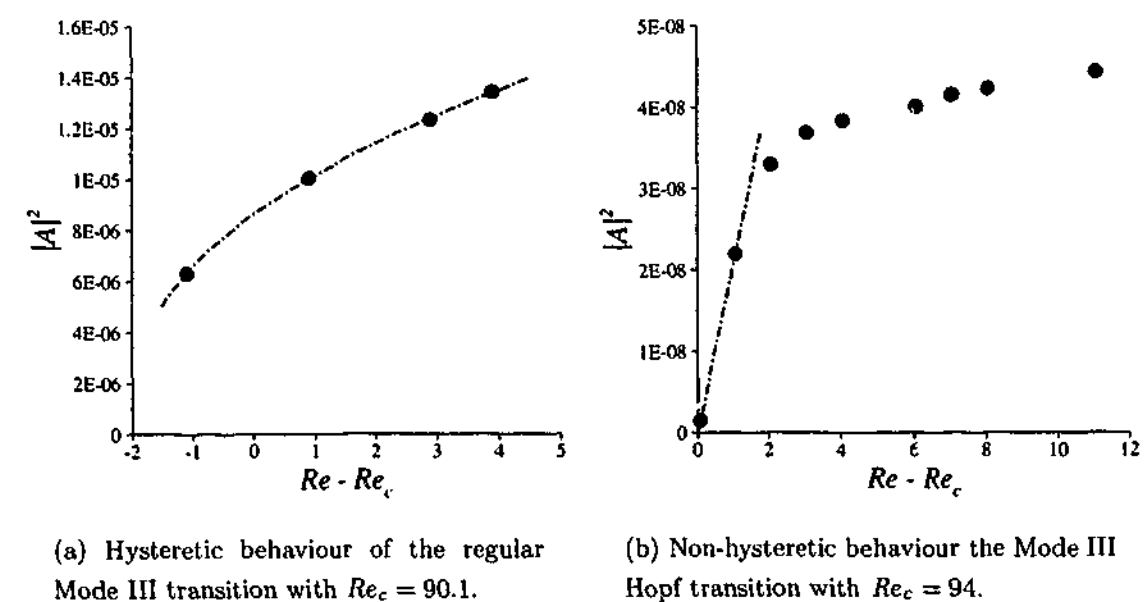 1.6E-05
1.4E-05
1.2E-05
1E-05
8E-06
6E-06
4E-06
2E-06
0
|A|²
-2 -1 0 1 2 3 4 5
Re - Re_c
5E-08
4E-08
3E-08
2E-08
1E-08
0
|A|²
0 2 4 6 8 10 12
Re - Re_c
(a) Hysteretic behaviour of the regular
Mode III transition with Re_c = 90.1.
(b) Non-hysteretic behaviour the Mode III
Hopf transition with Re_c = 94.